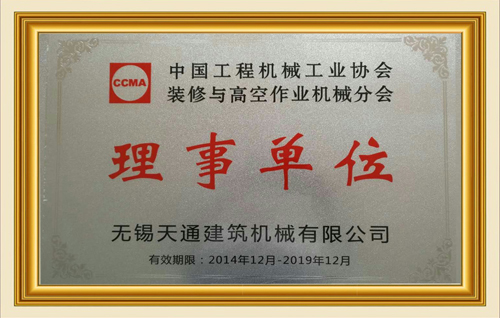 CCMA
中国工程机械工业协会
装修与高空作业机械分会
理事单位
无锡天通建筑机械有限公司
有效期限：2014年12月-2019年12月